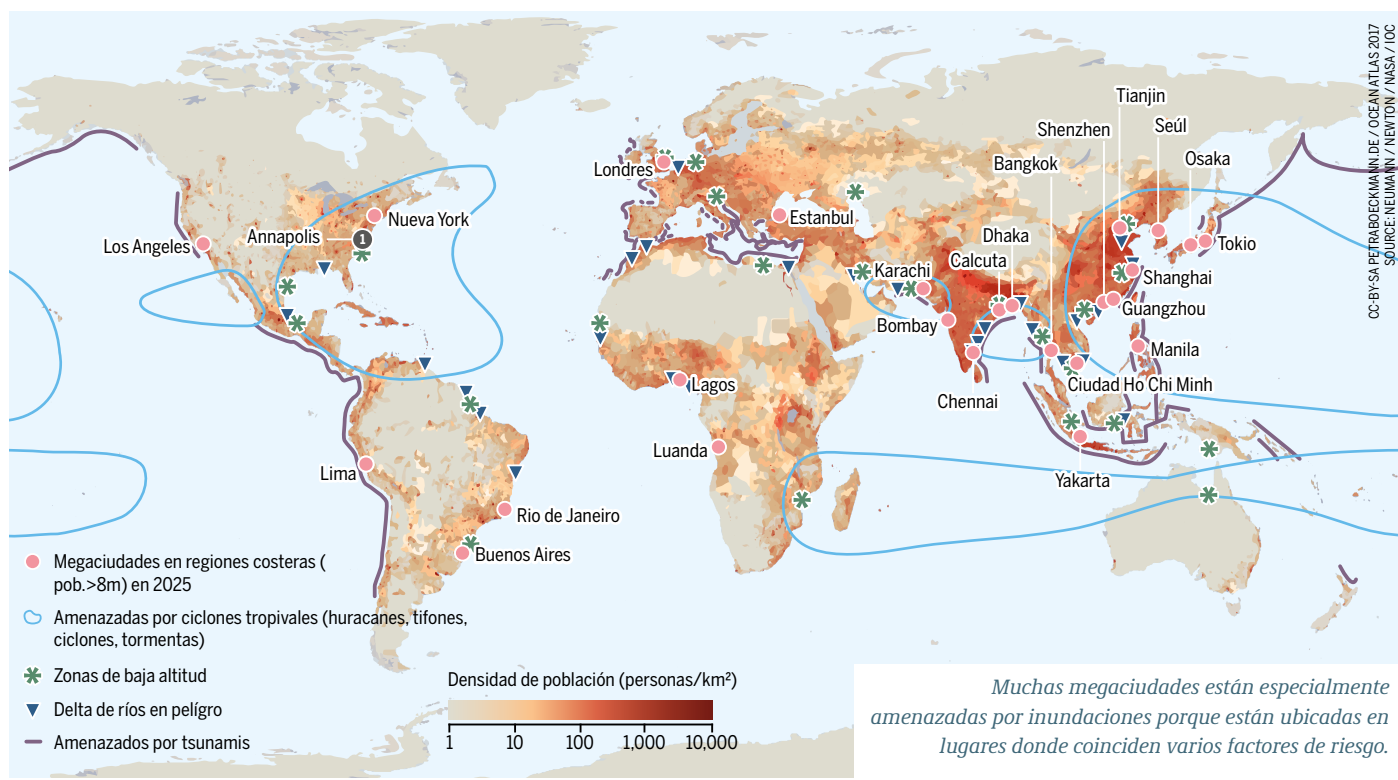 CC-BY-SA PETRABOECKMANN.DE / OCEAN ATLAS 2017
SOURCE: NEUMANN / NEWTON / NASA / IOC
Tianjin
Shenzhen
Seúl
Bangkok
Osaka
Londres
Nueva York
Estanbul
Annapolis
1
Los Angeles
Dhaka
Tokio
Calcuta
Karachi
Shanghai
Guangzhou
Bombay
Manila
Lagos
Ciudad Ho Chi Minh
Chennai
Luanda
Lima
Yakarta
Rio de Janeiro
Buenos Aires
Megaciudades en regiones costeras (
pob.>8m) en 2025
Amenazadas por ciclones tropivales (huracanes, tifones,
ciclones, tormentas)
Zonas de baja altitud
Delta de ríos en pelígro
Amenazados por tsunamis
Densidad de población (personas/km²)
1 10 100 1,000 10,000
Muchas megaciudades están especialmente
amenazadas por inundaciones porque están ubicadas en
lugares donde coinciden varios factores de riesgo.